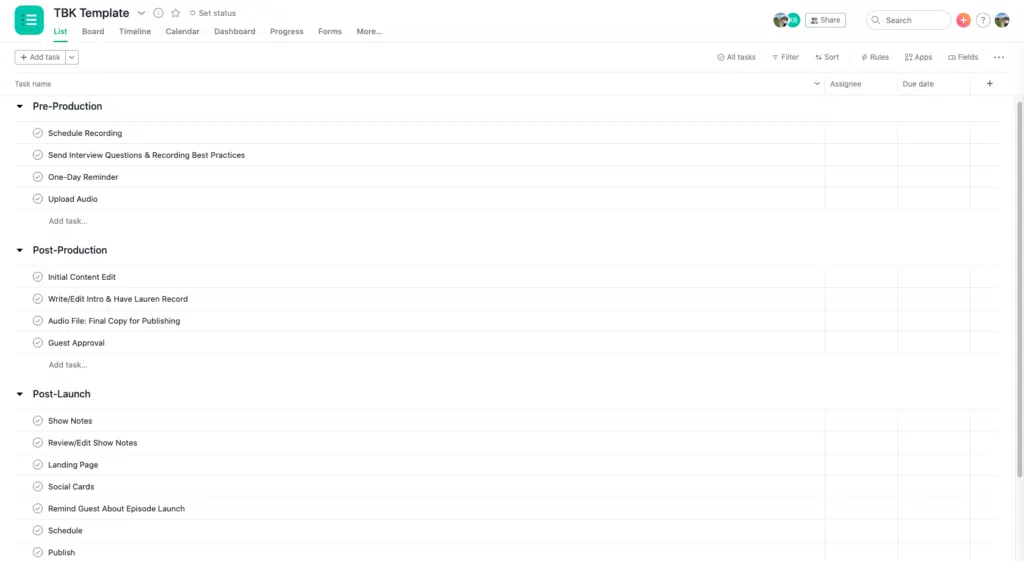 TBK Template Set status
List Board Timeline Calendar Dashboard Progress Forms More...
KR Share Search ?
+ Add task All tasks Filter Sort Rules Apps Fields ...
Task name Assignee Due date +
Pre-Production
Schedule Recording
Send Interview Questions & Recording Best Practices
One-Day Reminder
Upload Audio
Add task...
Post-Production
Initial Content Edit
Write/Edit Intro & Have Lauren Record
Audio File: Final Copy for Publishing
Guest Approval
Add task...
Post-Launch
Show Notes
Review/Edit Show Notes
Landing Page
Social Cards
Remind Guest About Episode Launch
Schedule
Publish